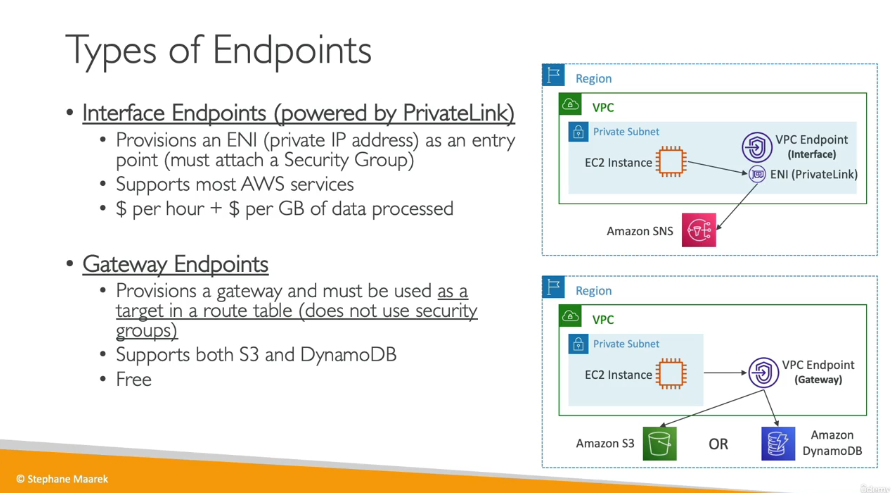 Types of Endpoints
• Interface Endpoints (powered by PrivateLink)
• Provisions an ENI (private IP address) as an entry
point (must attach a Security Group)
• Supports most AWS services
• $ per hour + $ per GB of data processed
• Gateway Endpoints
• Provisions a gateway and must be used as a
target in a route table (does not use security
groups)
• Supports both S3 and DynamoDB
• Free
Region
VPC
Private Subnet
EC2 Instance
VPC Endpoint
(Interface)
ENI (PrivateLink)
Amazon SNS
Region
VPC
Private Subnet
EC2 Instance
VPC Endpoint
(Gateway)
Amazon S3
OR
Amazon
DynamoDB
© Stephane Maarek
Udemy